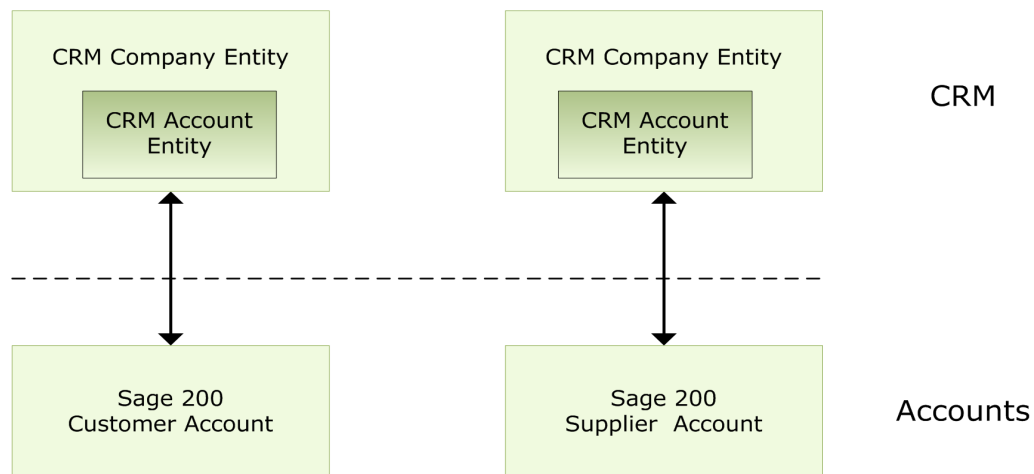 CRM Company Entity
CRM Account
Entity
CRM Company Entity
CRM Account
Entity
CRM
Sage 200
Customer Account
Sage 200
Supplier  Account
Accounts